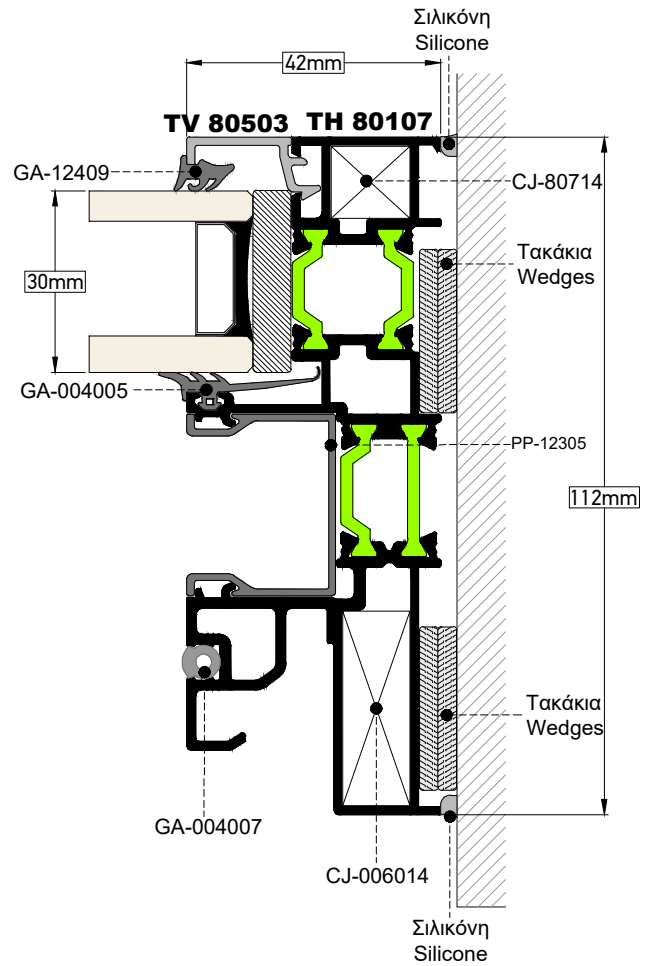 Σιλικόνη
Silicone
42mm
TV 80503
TH 80107
GA-12409
CJ-80714
Τακάκια
Wedges
30mm
GA-004005
PP-12305
112mm
Τακάκια
Wedges
GA-004007
CJ-006014
Σιλικόνη
Silicone